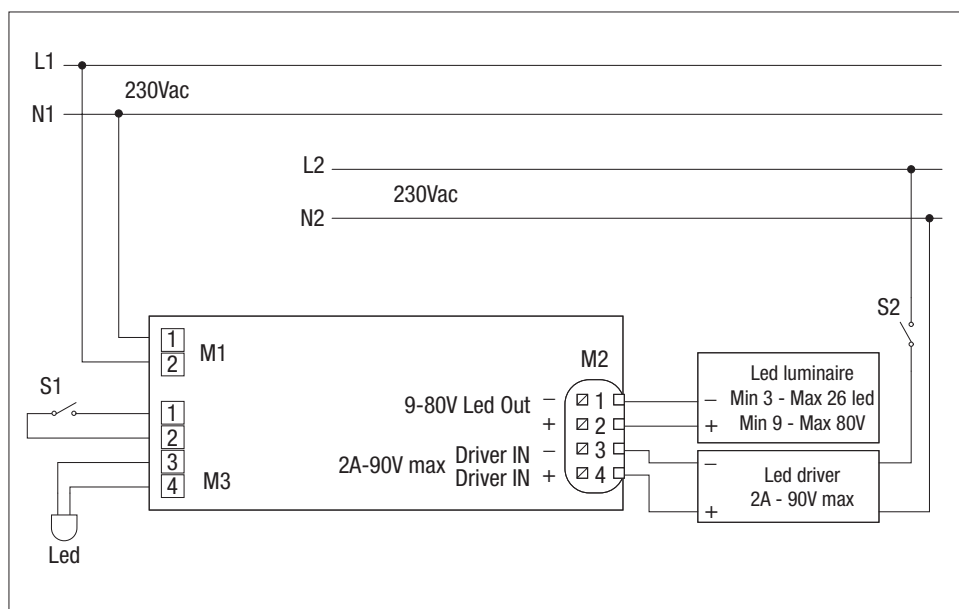 L1
230Vac
N1
L2
230Vac
N2
S2
1
2
M1
M2
S1
1
2
3
4
M3
Led
9-80V Led Out
−
+
2A-90V max
Driver IN −
Driver IN +
1
2
3
4
−
+
Led luminaire
Min 3 - Max 26 led
Min 9 - Max 80V
−
+
Led driver
2A - 90V max